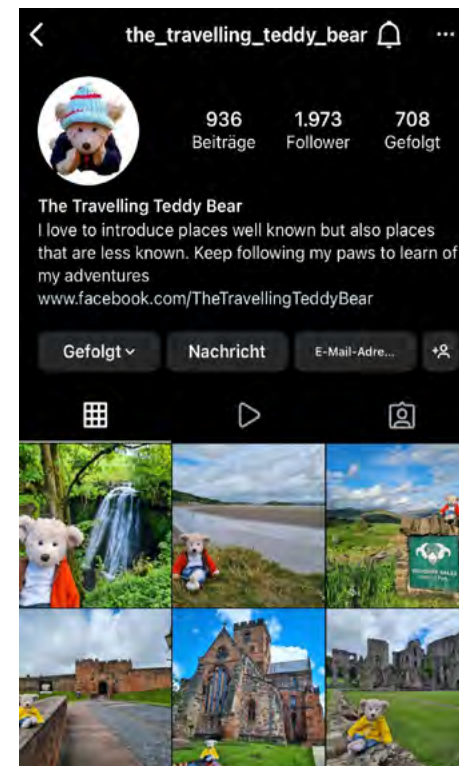 the_travelling_teddy_bear
936 1.973 708
Beiträge Follower Gefolgt
The Travelling Teddy Bear
I love to introduce places well known but also places
that are less known. Keep following my paws to learn of
my adventures
www.facebook.com/TheTravellingTeddyBear
Gefolgt Nachricht E-Mail-Adre...